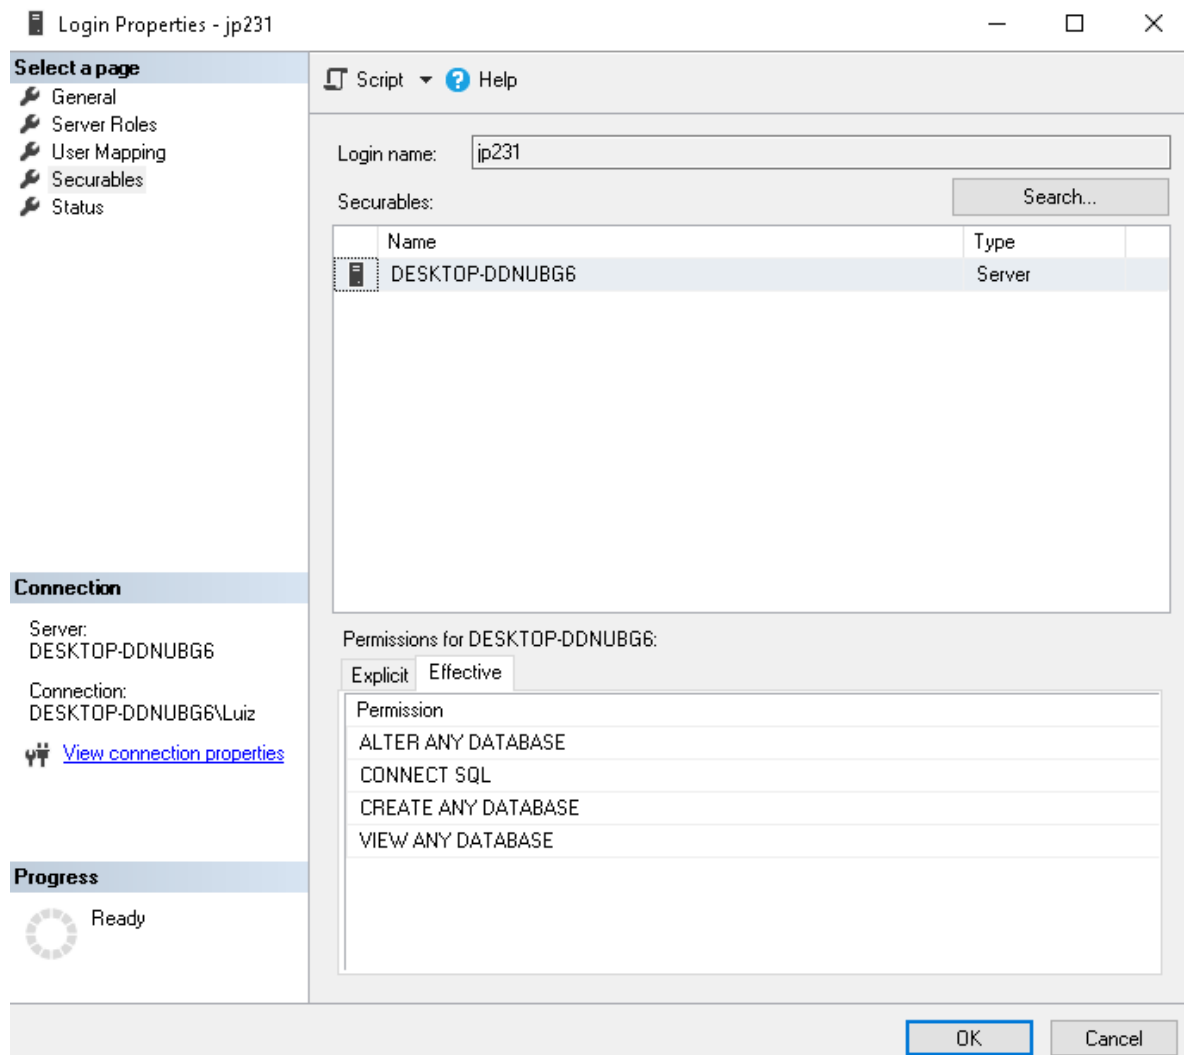 Login Properties - jp231
Select a page
General
Server Roles
User Mapping
Securables
Status
Script Help
Login name: jp231
Securables: Search...
Name Type
DESKTOP-DDNUBG6 Server
Connection
Server:
DESKTOP-DDNUBG6
Connection:
DESKTOP-DDNUBG6\Luiz
View connection properties
Permissions for DESKTOP-DDNUBG6:
Explicit Effective
Permission
ALTER ANY DATABASE
CONNECT SQL
CREATE ANY DATABASE
VIEW ANY DATABASE
Progress
Ready
OK Cancel